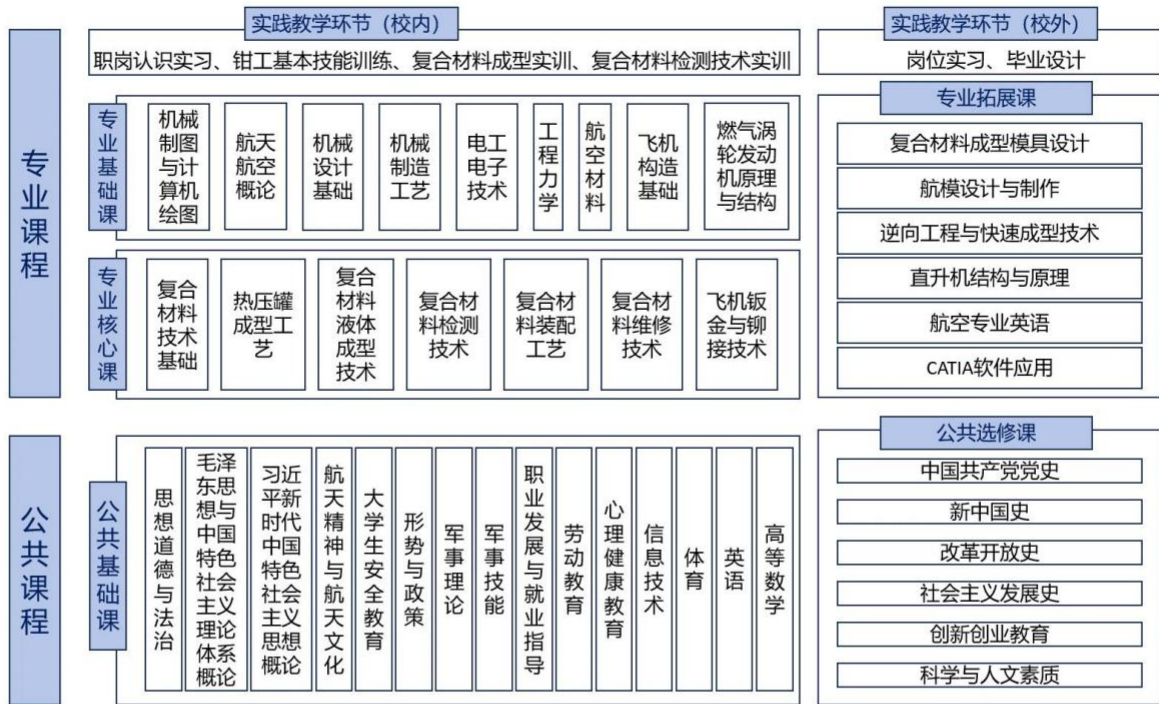 实践教学环节（校内）
职岗认识实习、钳工基本技能训练、复合材料成型实训、复合材料检测技术实训
实践教学环节（校外）
岗位实习、毕业设计
专业课程
专业基础课
机械
制图
与计
算机
绘图
航天
航空
概论
机械
设计
基础
机械
制造
工艺
电工
电子
技术
工程力学
航空材料
飞机
构造
基础
燃气涡
轮发动
机原理
与结构
专业核心课
复合
材料
技术
基础
热压罐
成型工
艺
复合
材料
液体
成型
技术
复合材
料检测
技术
复合材
料装配
工艺
复合材
料维修
技术
飞机钣
金与铆
接技术
专业拓展课
复合材料成型模具设计
航模设计与制作
逆向工程与快速成型技术
直升机结构与原理
航空专业英语
CATIA软件应用
公共课程
公共基础课
思想道德与法治
毛泽
东思
想与
中国
特色
社会
主义
理论
体系
概论
习近
平新
时代
中国
特色
社会
主义
思想
概论
航天精神与航天文化
大学生安全教育
形势与政策
军事理论
军事技能
职业发展与就业指导
劳动教育
心理健康教育
信息技术
体育
英语
高等数学
公共选修课
中国共产党党史
新中国史
改革开放史
社会主义发展史
创新创业教育
科学与人文素质